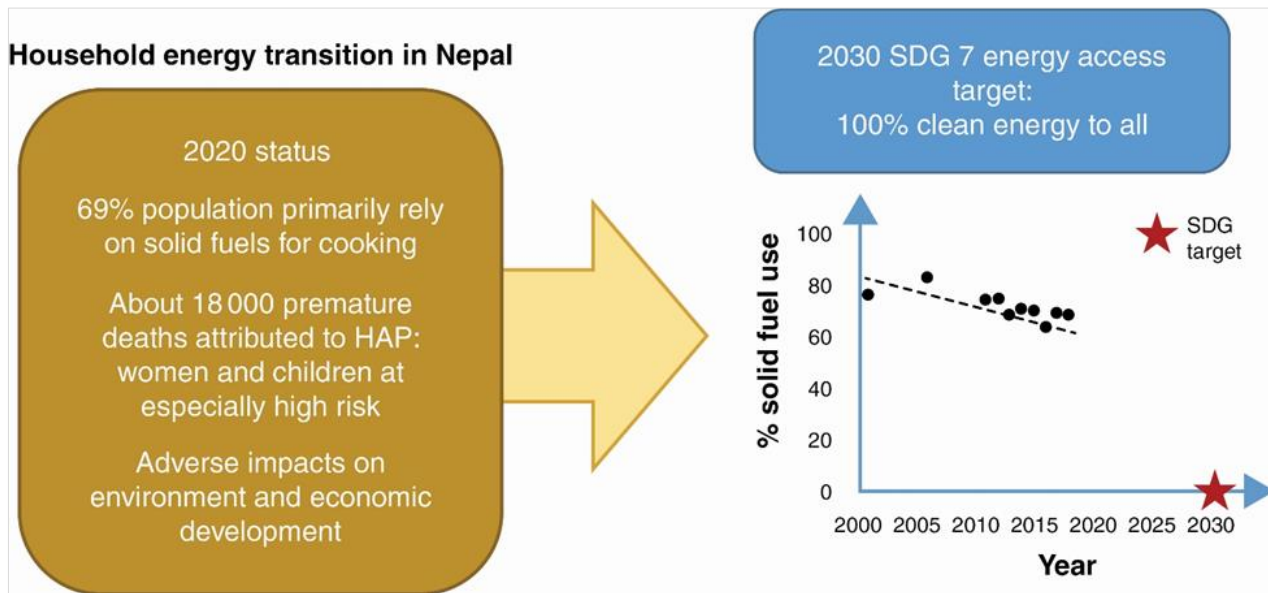 Household energy transition in Nepal
2020 status
69% population primarily rely
on solid fuels for cooking
About 18 000 premature
deaths attributed to HAP:
women and children at
especially high risk
Adverse impacts on
environment and economic
development
2030 SDG 7 energy access
target:
100% clean energy to all
SDG
target
% solid fuel use
100
80
60
40
20
0
2000 2005 2010 2015 2020 2025 2030
Year